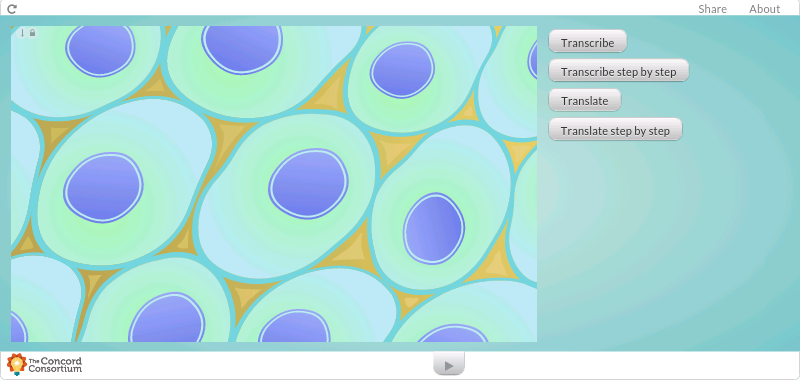 Share About
Transcribe
Transcribe step by step
Translate
Translate step by step
The Concord
Consortium